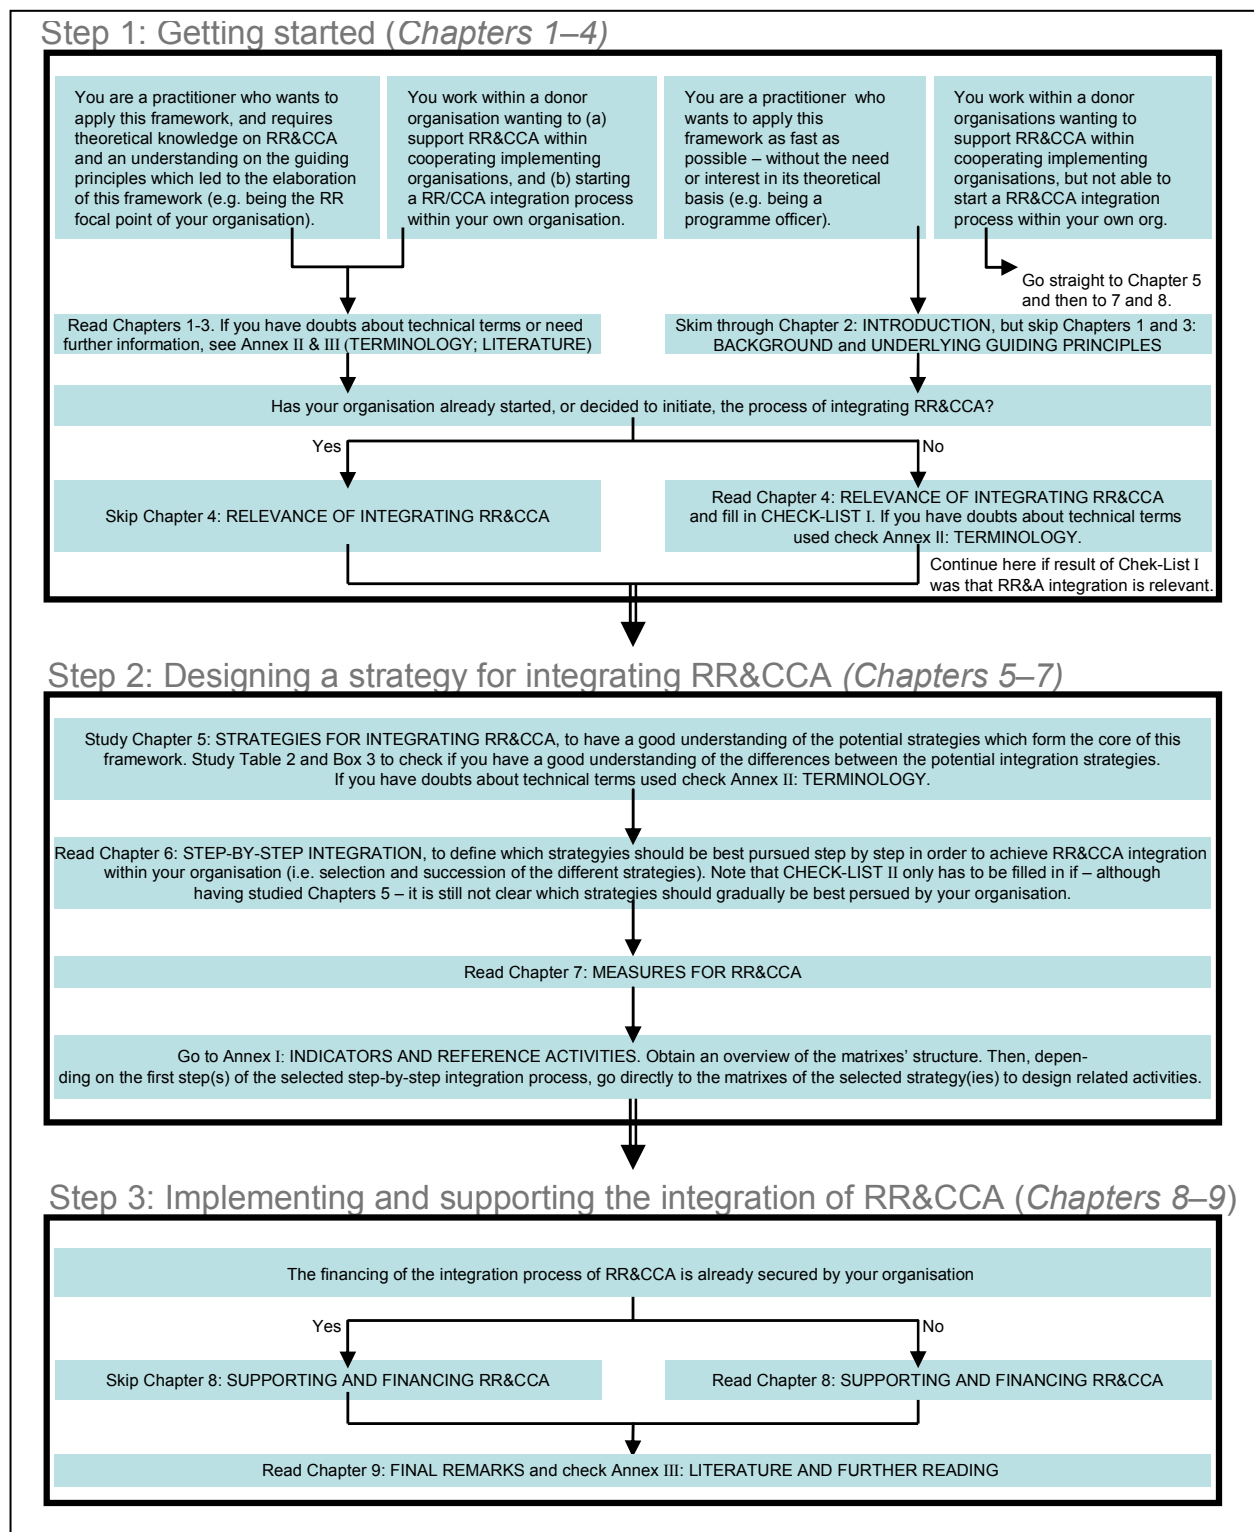 Step 1: Getting started (Chapters 1–4)
You are a practitioner who wants to
apply this framework, and requires
theoretical knowledge on RR&CCA
and an understanding on the guiding
principles which led to the elaboration
of this framework (e.g. being the RR
focal point of your organisation).
You work within a donor
organisation wanting to (a)
support RR&CCA within
cooperating implementing
organisations, and (b) starting
a RR/CCA integration process
within your own organisation.
You are a practitioner who
wants to apply this
framework as fast as
possible – without the need
or interest in its theoretical
basis (e.g. being a
programme officer).
You work within a donor
organisations wanting to
support RR&CCA within
cooperating implementing
organisations, but not able to
start a RR&CCA integration
process within your own org.
Go straight to Chapter 5
and then to 7 and 8.
Read Chapters 1-3. If you have doubts about technical terms or need
further information, see Annex II & III (TERMINOLOGY; LITERATURE)
Skim through Chapter 2: INTRODUCTION, but skip Chapters 1 and 3:
BACKGROUND and UNDERLYING GUIDING PRINCIPLES
Has your organisation already started, or decided to initiate, the process of integrating RR&CCA?
Yes
No
Skip Chapter 4: RELEVANCE OF INTEGRATING RR&CCA
Read Chapter 4: RELEVANCE OF INTEGRATING RR&CCA
and fill in CHECK-LIST I. If you have doubts about technical terms
used check Annex II: TERMINOLOGY.
Continue here if result of Chek-List I
was that RR&A integration is relevant.
Step 2: Designing a strategy for integrating RR&CCA (Chapters 5–7)
Study Chapter 5: STRATEGIES FOR INTEGRATING RR&CCA, to have a good understanding of the potential strategies which form the core of this
framework. Study Table 2 and Box 3 to check if you have a good understanding of the differences between the potential integration strategies.
If you have doubts about technical terms used check Annex II: TERMINOLOGY.
Read Chapter 6: STEP-BY-STEP INTEGRATION, to define which strategyies should be best pursued step by step in order to achieve RR&CCA integration
within your organisation (i.e. selection and succession of the different strategies). Note that CHECK-LIST II only has to be filled in if – although
having studied Chapters 5 – it is still not clear which strategies should gradually be best persued by your organisation.
Read Chapter 7: MEASURES FOR RR&CCA
Go to Annex I: INDICATORS AND REFERENCE ACTIVITIES. Obtain an overview of the matrixes' structure. Then, depen-
ding on the first step(s) of the selected step-by-step integration process, go directly to the matrixes of the selected strategy(ies) to design related activities.
Step 3: Implementing and supporting the integration of RR&CCA (Chapters 8–9)
The financing of the integration process of RR&CCA is already secured by your organisation
Yes
No
Skip Chapter 8: SUPPORTING AND FINANCING RR&CCA
Read Chapter 8: SUPPORTING AND FINANCING RR&CCA
Read Chapter 9: FINAL REMARKS and check Annex III: LITERATURE AND FURTHER READING